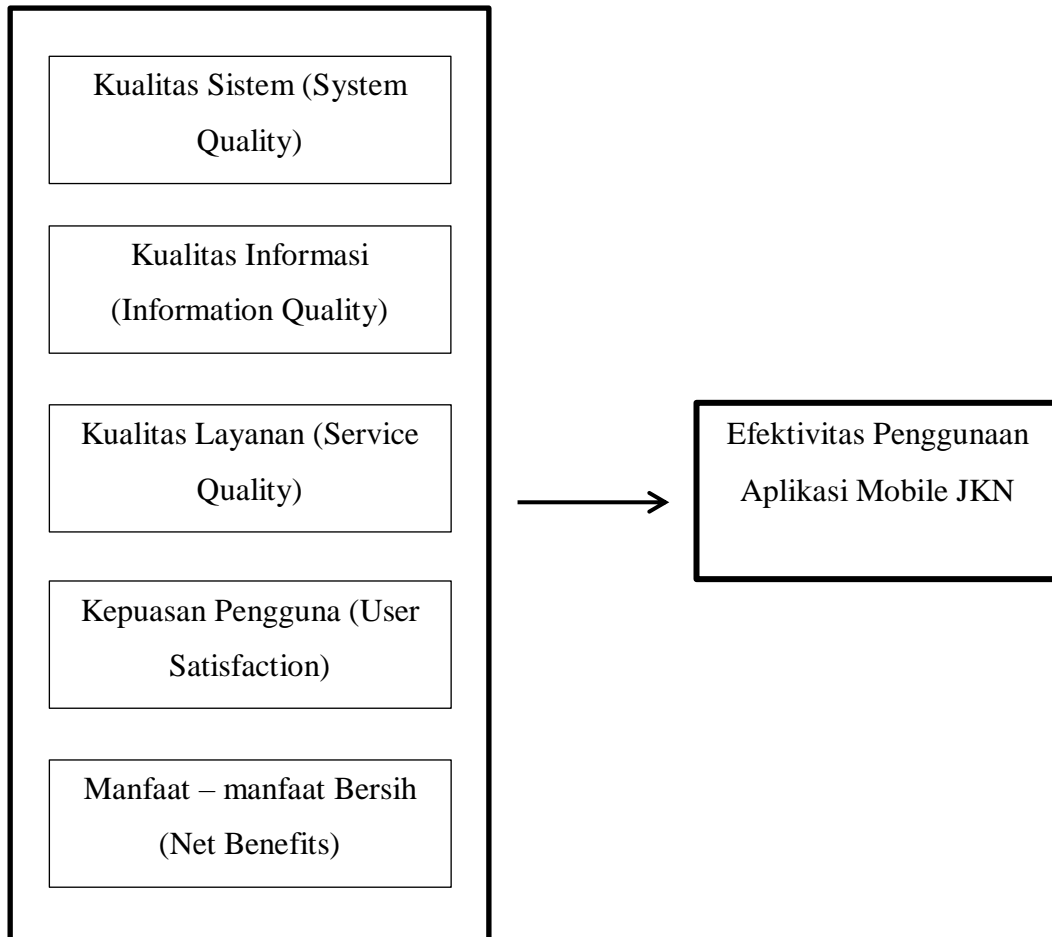 Kualitas Sistem (System
Quality)
Kualitas Informasi
(Information Quality)
Kualitas Layanan (Service
Quality)
Kepuasan Pengguna (User
Satisfaction)
Manfaat – manfaat Bersih
(Net Benefits)
Efektivitas Penggunaan
Aplikasi Mobile JKN